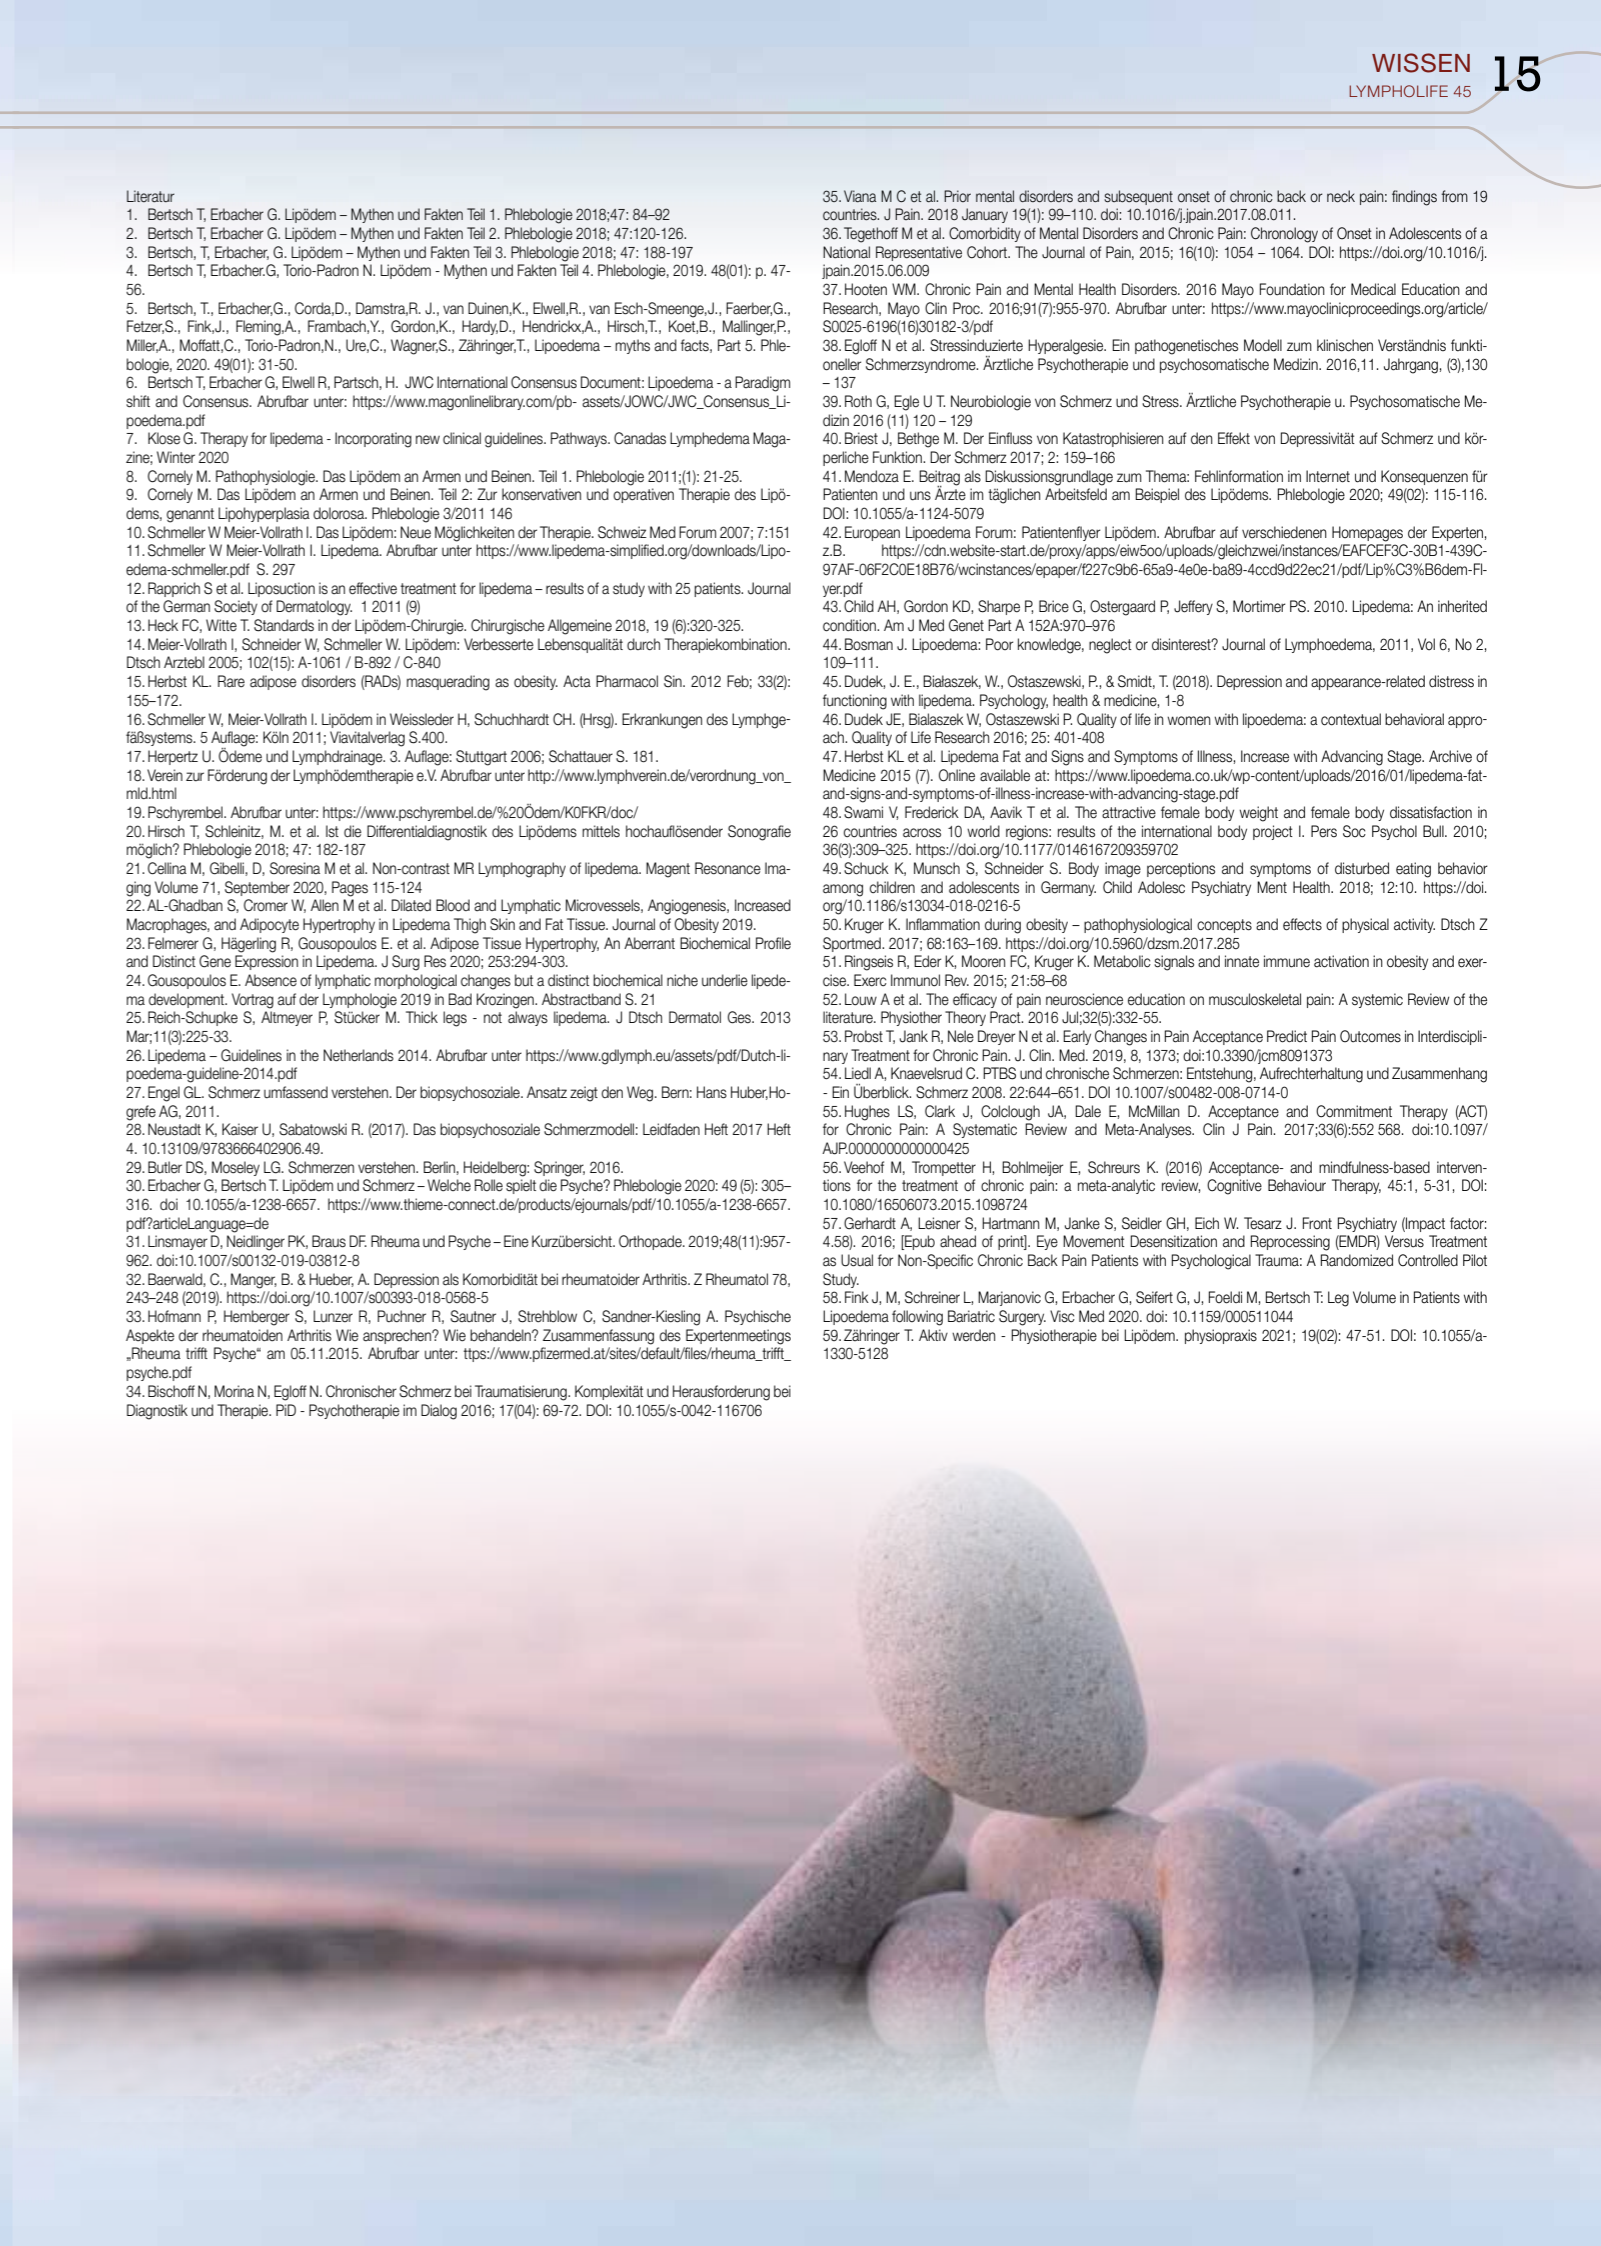 WISSEN
LYMPHOLIFE 45
15
Literatur
1. Bertsch T, Erbacher G. Lipödem – Mythen und Fakten Teil 1. Phlebologie 2018;47: 84–92
2. Bertsch T, Erbacher G. Lipödem – Mythen und Fakten Teil 2. Phlebologie 2018; 47:120-126.
3. Bertsch, T, Erbacher, G. Lipödem – Mythen und Fakten Teil 3. Phlebologie 2018; 47: 188-197
4. Bertsch T, Erbacher.G, Torio-Padron N. Lipödem - Mythen und Fakten Teil 4. Phlebologie, 2019. 48(01): p. 47-
56.
5. Bertsch, T., Erbacher,G., Corda,D., Damstra,R. J., van Duinen,K., Elwell,R., van Esch-Smeenge,J., Faerber,G.,
Fetzer,S., Fink,J., Fleming,A., Frambach,Y., Gordon,K., Hardy,D., Hendrickx,A., Hirsch,T., Koet,B., Mallinger,P.,
Miller,A., Moffatt,C., Torio-Padron,N., Ure,C., Wagner,S., Zähringer,T., Lipoedema – myths and facts, Part 5. Phle-
bologie, 2020. 49(01): 31-50.
6. Bertsch T, Erbacher G, Elwell R, Partsch, H. JWC International Consensus Document: Lipoedema - a Paradigm
shift and Consensus. Abrufbar unter: https://www.magonlinelibrary.com/pb- assets/JOWC/JWC_Consensus_Li-
poedema.pdf
7. Klose G. Therapy for lipedema - Incorporating new clinical guidelines. Pathways. Canadas Lymphedema Maga-
zine; Winter 2020
8. Cornely M. Pathophysiologie. Das Lipödem an Armen und Beinen. Teil 1. Phlebologie 2011;(1): 21-25.
9. Cornely M. Das Lipödem an Armen und Beinen. Teil 2: Zur konservativen und operativen Therapie des Lipö-
dems, genannt Lipohyperplasia dolorosa. Phlebologie 3/2011 146
10. Schmeller W Meier-Vollrath I. Das Lipödem: Neue Möglichkeiten der Therapie. Schweiz Med Forum 2007; 7:151
11. Schmeller W Meier-Vollrath I. Lipedema. Abrufbar unter https://www.lipedema-simplified.org/downloads/Lipo-
edema-schmeller.pdf S. 297
12. Rapprich S et al. Liposuction is an effective treatment for lipedema – results of a study with 25 patients. Journal
of the German Society of Dermatology. 1 2011 (9)
13. Heck FC, Witte T. Standards in der Lipödem-Chirurgie. Chirurgische Allgemeine 2018, 19 (6):320-325.
14. Meier-Vollrath I, Schneider W, Schmeller W. Lipödem: Verbesserte Lebensqualität durch Therapiekombination.
Dtsch Arztebl 2005; 102(15): A-1061 / B-892 / C-840
15. Herbst KL. Rare adipose disorders (RADs) masquerading as obesity. Acta Pharmacol Sin. 2012 Feb; 33(2):
155–172.
16. Schmeller W, Meier-Vollrath I. Lipödem in Weissleder H, Schuchhardt CH. (Hrsg). Erkrankungen des Lymphge-
fäßsystems. 5 Auflage: Köln 2011; Viavitalverlag S.400.
17. Herpertz U. Ödeme und Lymphdrainage. 3. Auflage: Stuttgart 2006; Schattauer S. 181.
18. Verein zur Förderung der Lymphödemtherapie e.V. Abrufbar unter http://www.lymphverein.de/verordnung_von_
mld.html
19. Pschyrembel. Abrufbar unter: https://www.pschyrembel.de/%20Ödem/K0FKR/doc/
20. Hirsch T, Schleinitz, M. et al. Ist die Differentialdiagnostik des Lipödems mittels hochauflösender Sonografie
möglich? Phlebologie 2018; 47: 182-187
21. Cellina M, Gibelli, D, Soresina M et al. Non-contrast MR Lymphography of lipedema. Magent Resonance Ima-
ging Volume 71, September 2020, Pages 115-124
22. AL-Ghadban S, Cromer W, Allen M et al. Dilated Blood and Lymphatic Microvessels, Angiogenesis, Increased
Macrophages, and Adipocyte Hypertrophy in Lipedema Thigh Skin and Fat Tissue. Journal of Obesity 2019.
23. Felmerer G, Hägerling R, Gousopoulos E. et al. Adipose Tissue Hypertrophy, An Aberrant Biochemical Profile
and Distinct Gene Expression in Lipedema. J Surg Res 2020; 253:294-303.
24. Gousopoulos E. Absence of lymphatic morphological changes but a distinct biochemical niche underlie lipede-
ma development. Vortrag auf der Lymphologie 2019 in Bad Krozingen. Abstractband S. 21
25. Reich-Schupke S, Altmeyer P, Stücker M. Thick legs - not always lipedema. J Dtsch Dermatol Ges. 2013
Mar;11(3):225-33.
26. Lipedema – Guidelines in the Netherlands 2014. Abrufbar unter https://www.gdlymph.eu/assets/pdf/Dutch-li-
poedema-guideline-2014.pdf
27. Engel GL. Schmerz umfassend verstehen. Der biopsychosoziale. Ansatz zeigt den Weg. Bern: Hans Huber,Ho-
grefe AG, 2011.
28. Neustadt K, Kaiser U, Sabatowski R. (2017). Das biopsychosoziale Schmerzmodell: Leidfaden Heft 2017 Heft
4. 10.13109/9783666402906.49.
29. Butler DS, Moseley LG. Schmerzen verstehen. Berlin, Heidelberg: Springer, 2016.
30. Erbacher G, Bertsch T. Lipödem und Schmerz – Welche Rolle spielt die Psyche? Phlebologie 2020: 49 (5): 305–
316. doi 10.1055/a-1238-6657. https://www.thieme-connect.de/products/ejournals/pdf/10.1055/a-1238-6657.
pdf?articleLanguage=de
31. Linsmayer D, Neidlinger PK, Braus DF. Rheuma und Psyche – Eine Kurzübersicht. Orthopade. 2019;48(11):957-
962. doi:10.1007/s00132-019-03812-8
32. Baerwald, C., Manger, B. & Hueber, A. Depression als Komorbidität bei rheumatoider Arthritis. Z Rheumatol 78,
243–248 (2019). https://doi.org/10.1007/s00393-018-0568-5
33. Hofmann P, Hemberger S, Lunzer R, Puchner R, Sautner J, Strehblow C, Sandner-Kiesling A. Psychische
Aspekte der rheumatoiden Arthritis Wie ansprechen? Wie behandeln? Zusammenfassung des Expertenmeetings
„Rheuma trifft Psyche“ am 05.11.2015. Abrufbar unter: ttps://www.pfizermed.at/sites/default/files/rheuma_trifft_
psyche.pdf
34. Bischoff N, Morina N, Egloff N. Chronischer Schmerz bei Traumatisierung. Komplexität und Herausforderung bei
Diagnostik und Therapie. PiD - Psychotherapie im Dialog 2016; 17(04): 69-72. DOI: 10.1055/s-0042-116706
35. Viana M C et al. Prior mental disorders and subsequent onset of chronic back or neck pain: findings from 19
countries. J Pain. 2018 January 19(1): 99–110. doi: 10.1016/j.jpain.2017.08.011.
36. Tegethoff M et al. Comorbidity of Mental Disorders and Chronic Pain: Chronology of Onset in Adolescents of a
National Representative Cohort. The Journal of Pain, 2015; 16(10): 1054 – 1064. DOI: https://doi.org/10.1016/j.
jpain.2015.06.009
37. Hooten WM. Chronic Pain and Mental Health Disorders. 2016 Mayo Foundation for Medical Education and
Research, Mayo Clin Proc. 2016;91(7):955-970. Abrufbar unter: https://www.mayoclinicproceedings.org/article/
S0025-6196(16)30182-3/pdf
38. Egloff N et al. Stressinduzierte Hyperalgesie. Ein pathogenetisches Modell zum klinischen Verständnis funkti-
oneller Schmerzsyndrome. Ärztliche Psychotherapie und psychosomatische Medizin. 2016,11. Jahrgang, (3),130
– 137
39. Roth G, Egle U T. Neurobiologie von Schmerz und Stress. Ärztliche Psychotherapie u. Psychosomatische Me-
dizin 2016 (11) 120 – 129
40. Briest J, Bethge M. Der Einfluss von Katastrophisieren auf den Effekt von Depressivität auf Schmerz und kör-
perliche Funktion. Der Schmerz 2017; 2: 159–166
41. Mendoza E. Beitrag als Diskussionsgrundlage zum Thema: Fehlinformation im Internet und Konsequenzen für
Patienten und uns Ärzte im täglichen Arbeitsfeld am Beispiel des Lipödems. Phlebologie 2020; 49(02): 115-116.
DOI: 10.1055/a-1124-5079
42. European Lipoedema Forum: Patientenflyer Lipödem. Abrufbar auf verschiedenen Homepages der Experten,
z.B. https://cdn.website-start.de/proxy/apps/eiw5oo/uploads/gleichzwei/instances/EAFCEF3C-30B1-439C-
97AF-06F2C0E18B76/wcinstances/epaper/f227c9b6-65a9-4e0e-ba89-4ccd9d22ec21/pdf/Lip%C3%B6dem-Fl-
yer.pdf
43. Child AH, Gordon KD, Sharpe P, Brice G, Ostergaard P, Jeffery S, Mortimer PS. 2010. Lipedema: An inherited
condition. Am J Med Genet Part A 152A:970–976
44. Bosman J. Lipoedema: Poor knowledge, neglect or disinterest? Journal of Lymphoedema, 2011, Vol 6, No 2,
109–111.
45. Dudek, J. E., Białaszek, W., Ostaszewski, P., & Smidt, T. (2018). Depression and appearance-related distress in
functioning with lipedema. Psychology, health & medicine, 1-8
46. Dudek JE, Bialaszek W, Ostaszewski P. Quality of life in women with lipoedema: a contextual behavioral appro-
ach. Quality of Life Research 2016; 25: 401-408
47. Herbst KL et al. Lipedema Fat and Signs and Symptoms of Illness, Increase with Advancing Stage. Archive of
Medicine 2015 (7). Online available at: https://www.lipoedema.co.uk/wp-content/uploads/2016/01/lipedema-fat-
and-signs-and-symptoms-of-illness-increase-with-advancing-stage.pdf
48. Swami V, Frederick DA, Aavik T et al. The attractive female body weight and female body dissatisfaction in
26 countries across 10 world regions: results of the international body project I. Pers Soc Psychol Bull. 2010;
36(3):309–325. https://doi.org/10.1177/0146167209359702
49. Schuck K, Munsch S, Schneider S. Body image perceptions and symptoms of disturbed eating behavior
among children and adolescents in Germany. Child Adolesc Psychiatry Ment Health. 2018; 12:10. https://doi.
org/10.1186/s13034-018-0216-5
50. Kruger K. Inflammation during obesity – pathophysiological concepts and effects of physical activity. Dtsch Z
Sportmed. 2017; 68:163–169. https://doi.org/10.5960/dzsm.2017.285
51. Ringseis R, Eder K, Mooren FC, Kruger K. Metabolic signals and innate immune activation in obesity and exer-
cise. Exerc Immunol Rev. 2015; 21:58–68
52. Louw A et al. The efficacy of pain neuroscience education on musculoskeletal pain: A systemic Review of the
literature. Physiother Theory Pract. 2016 Jul;32(5):332-55.
53. Probst T, Jank R, Nele Dreyer N et al. Early Changes in Pain Acceptance Predict Pain Outcomes in Interdiscipli-
nary Treatment for Chronic Pain. J. Clin. Med. 2019, 8, 1373; doi:10.3390/jcm8091373
54. Liedl A, Knaevelsrud C. PTBS und chronische Schmerzen: Entstehung, Aufrechterhaltung und Zusammenhang
- Ein Überblick. Schmerz 2008. 22:644–651. DOI 10.1007/s00482-008-0714-0
55. Hughes LS, Clark J, Colclough JA, Dale E, McMillan D. Acceptance and Commitment Therapy (ACT)
for Chronic Pain: A Systematic Review and Meta-Analyses. Clin J Pain. 2017;33(6):552 568. doi:10.1097/
AJP.0000000000000425
56. Veehof M, Trompetter H, Bohlmeijer E, Schreurs K. (2016) Acceptance- and mindfulness-based interven-
tions for the treatment of chronic pain: a meta-analytic review, Cognitive Behaviour Therapy, 45:1, 5-31, DOI:
10.1080/16506073.2015.1098724
57. Gerhardt A, Leisner S, Hartmann M, Janke S, Seidler GH, Eich W. Tesarz J. Front Psychiatry (Impact factor:
4.58). 2016; [Epub ahead of print]. Eye Movement Desensitization and Reprocessing (EMDR) Versus Treatment
as Usual for Non-Specific Chronic Back Pain Patients with Psychological Trauma: A Randomized Controlled Pilot
Study.
58. Fink J, M, Schreiner L, Marjanovic G, Erbacher G, Seifert G, J, Foeldi M, Bertsch T: Leg Volume in Patients with
Lipoedema following Bariatric Surgery. Visc Med 2020. doi: 10.1159/000511044
59. Zähringer T. Aktiv werden - Physiotherapie bei Lipödem. physiopraxis 2021; 19(02): 47-51. DOI: 10.1055/a-
1330-5128